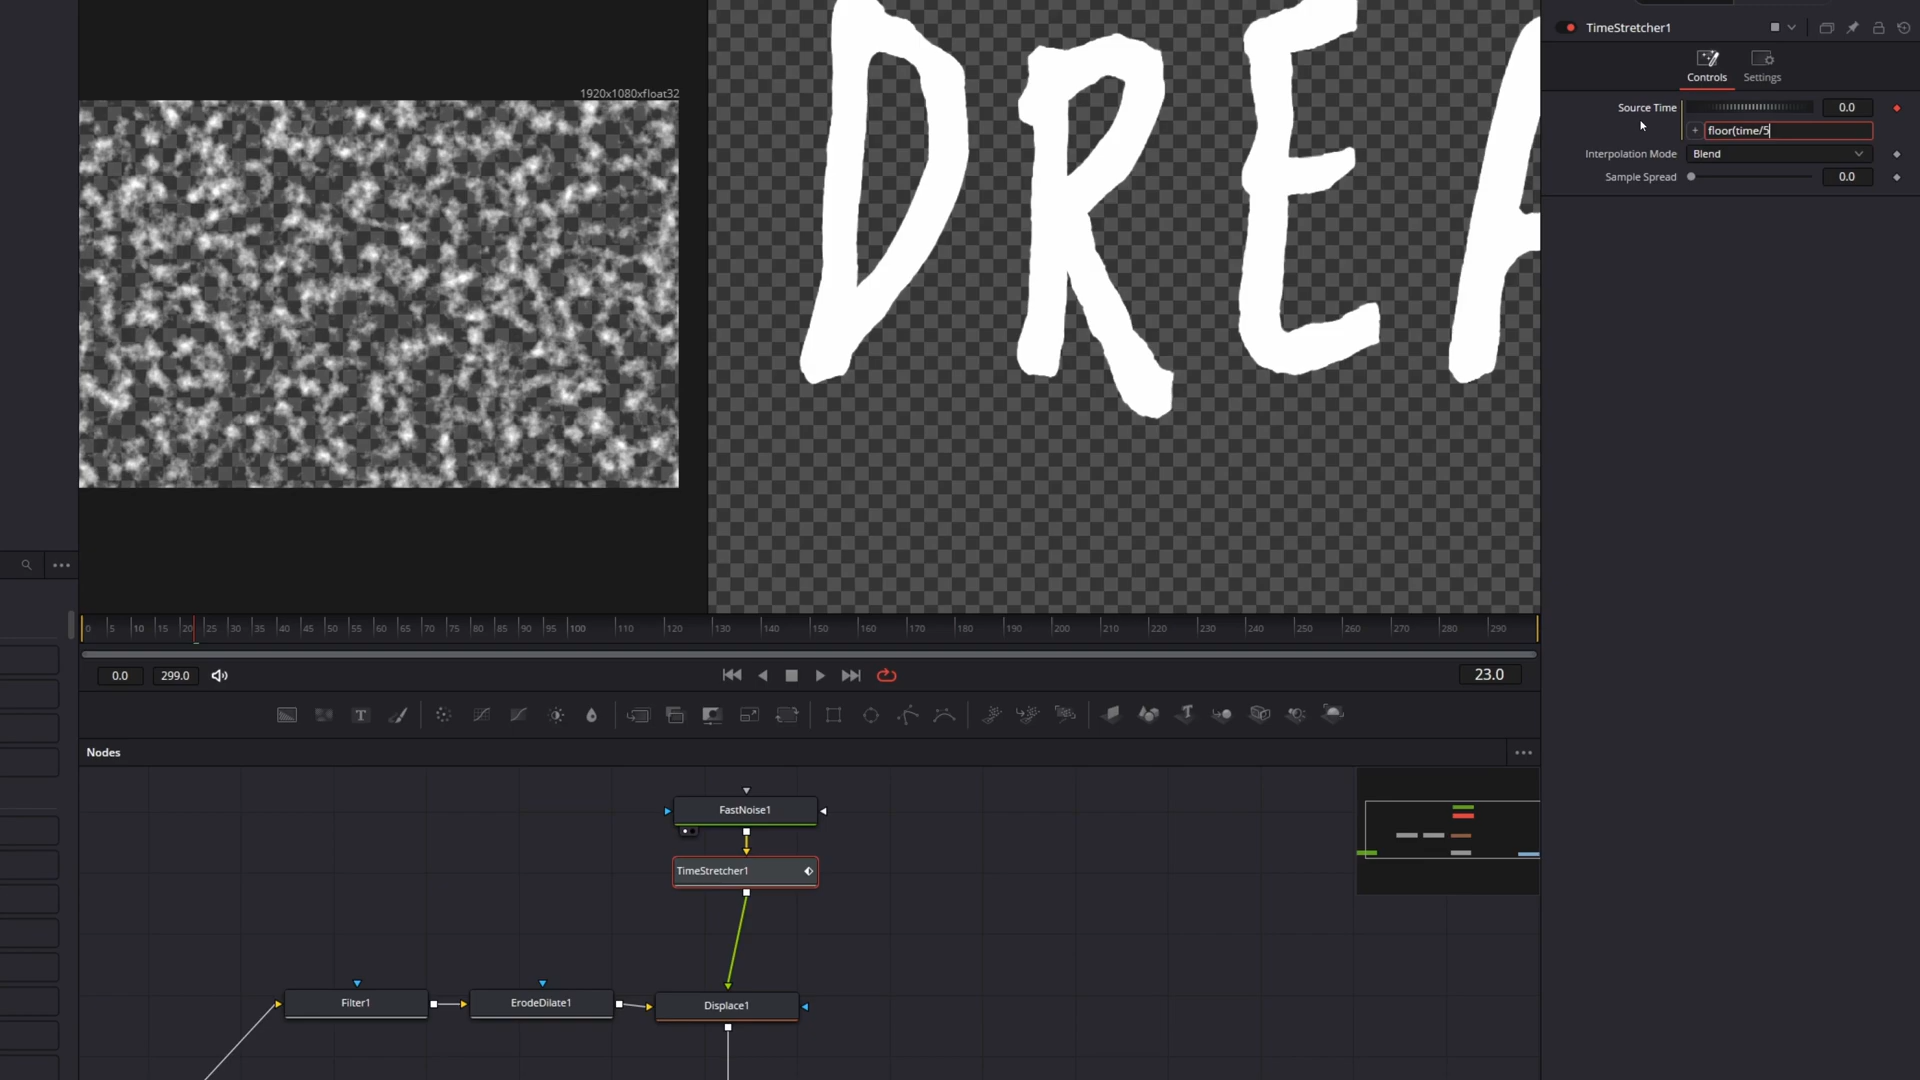 TimeStretcher1
Controls
Settings
1920x1080xfloat32
Source Time
0.0
+ floor(time/5
Interpolation Mode
Blend
Sample Spread
0.0
DREA
0 5 10 15 20 25 30 35 40 45 50 55 60 65 70 75 80 85 90 95 100 110 120 130 140 150 160 170 180 190 200 210 220 230 240 250 260 270 280 290
0.0
299.0
23.0
Nodes
FastNoise1
TimeStretcher1
Filter1
ErodeDilate1
Displace1